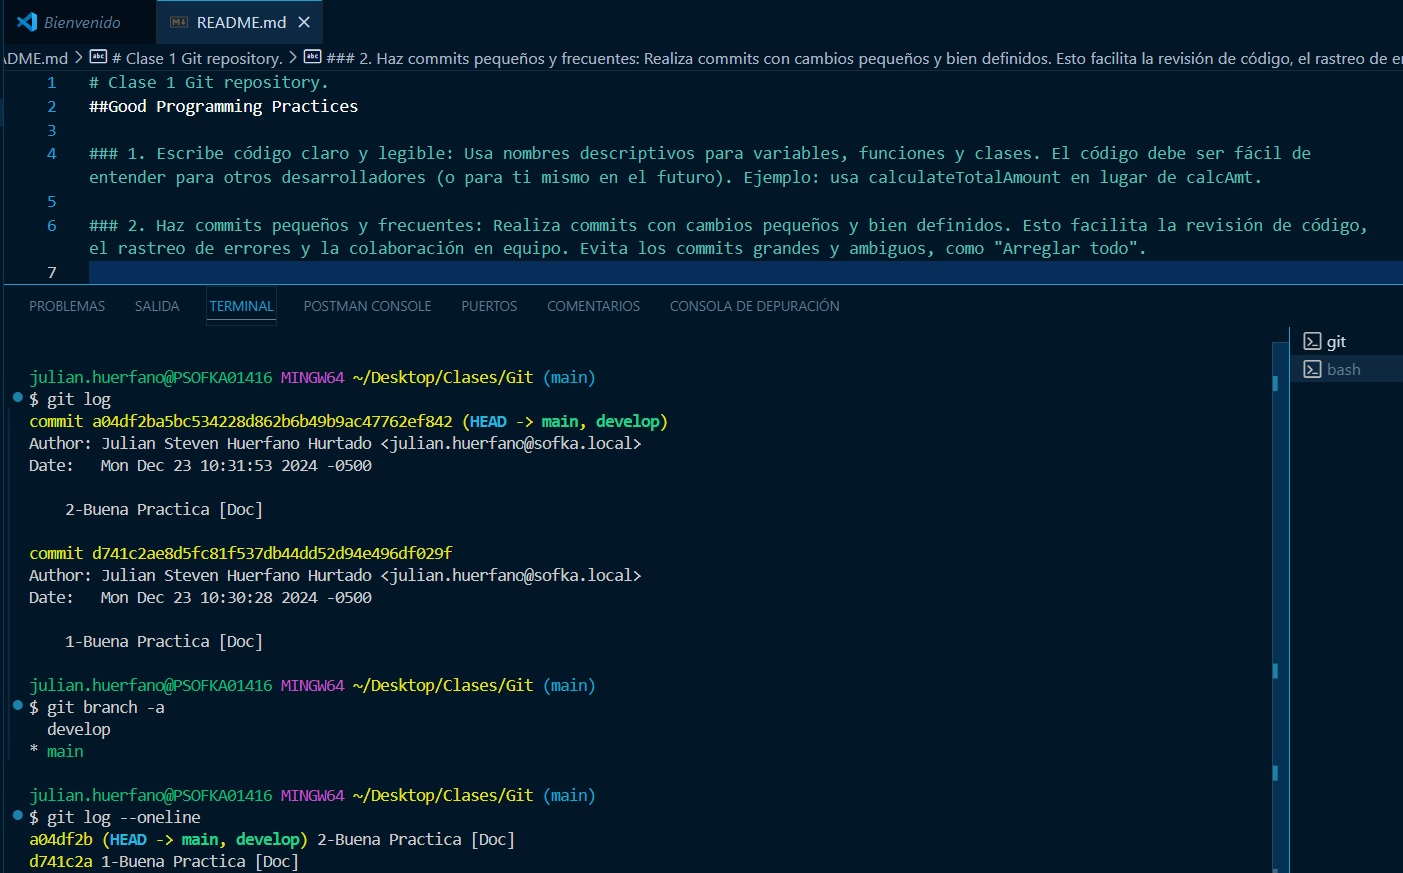 Bienvenido
README.md
DME.md > # Clase 1 Git repository. > ### 2. Haz commits pequeños y frecuentes: Realiza commits con cambios pequeños y bien definidos. Esto facilita la revisión de código, el rastreo de er
1 # Clase 1 Git repository.
2 ##Good Programming Practices
3
4 ### 1. Escribe código claro y legible: Usa nombres descriptivos para variables, funciones y clases. El código debe ser fácil de
entender para otros desarrolladores (o para ti mismo en el futuro). Ejemplo: usa calculateTotalAmount en lugar de calcAmt.
5
6 ### 2. Haz commits pequeños y frecuentes: Realiza commits con cambios pequeños y bien definidos. Esto facilita la revisión de código,
el rastreo de errores y la colaboración en equipo. Evita los commits grandes y ambiguos, como "Arreglar todo".
7
PROBLEMAS SALIDA TERMINAL POSTMAN CONSOLE PUERTOS COMENTARIOS CONSOLA DE DEPURACIÓN
git
bash
julian.huerfano@PSOFKA01416 MINGW64 ~/Desktop/Clases/Git (main)
$ git log
commit a04df2ba5bc534228d862b6b49b9ac47762ef842 (HEAD -> main, develop)
Author: Julian Steven Huerfano Hurtado <julian.huerfano@sofka.local>
Date:   Mon Dec 23 10:31:53 2024 -0500
2-Buena Practica [Doc]
commit d741c2ae8d5fc81f537db44dd52d94e496df029f
Author: Julian Steven Huerfano Hurtado <julian.huerfano@sofka.local>
Date:   Mon Dec 23 10:30:28 2024 -0500
1-Buena Practica [Doc]
julian.huerfano@PSOFKA01416 MINGW64 ~/Desktop/Clases/Git (main)
$ git branch -a
develop
* main
julian.huerfano@PSOFKA01416 MINGW64 ~/Desktop/Clases/Git (main)
$ git log --oneline
a04df2b (HEAD -> main, develop) 2-Buena Practica [Doc]
d741c2a 1-Buena Practica [Doc]